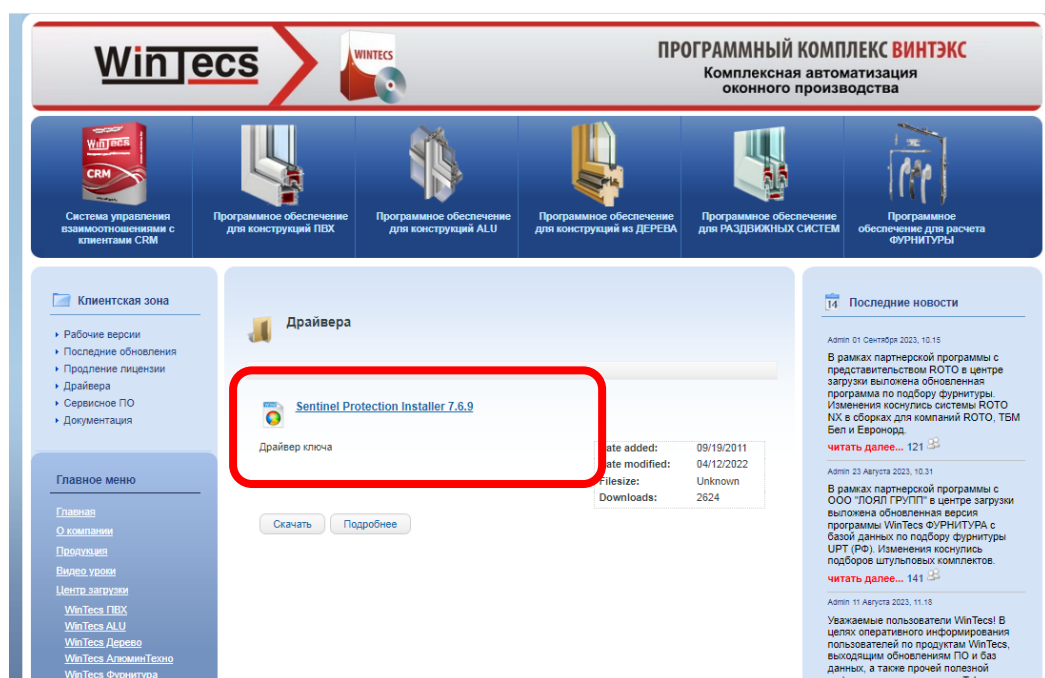 WinTecs
WINTECS
ПРОГРАММНЫЙ КОМПЛЕКС ВИНТЭКС
Комплексная автоматизация
оконного производства
WinTecs
CRM
Система управления
взаимоотношениями с
клиентами CRM
Программное обеспечение
для конструкций ПВХ
Программное обеспечение
для конструкций ALU
Программное обеспечение
для конструкций из ДЕРЕВА
Программное обеспечение
для РАЗДВИЖНЫХ СИСТЕМ
Программное
обеспечение для расчета
ФУРНИТУРЫ
Клиентская зона
Рабочие версии
Последние обновления
Продление лицензии
Драйвера
Сервисное ПО
Документация
Главное меню
Главная
О компании
Продукция
Видео уроки
Центр загрузки
WinTecs ПВХ
WinTecs ALU
WinTecs Дерево
WinTecs АлюминТехно
WinTecs Фурнитура
Драйвера
Sentinel Protection Installer 7.6.9
Драйвер ключа
ate added: 09/19/2011
ate modified: 04/12/2022
Filesize: Unknown
Downloads: 2624
Скачать Подробнее
14 Последние новости
Admin 01 Сентября 2023, 10.15
В рамках партнерской программы с
представительством ROTO в центре
загрузки выложена обновленная
программа по подбору фурнитуры.
Изменения коснулись системы ROTO
NX в сборках для компаний ROTO, ТБМ
Бел и Евронорд.
читать далее... 121
Admin 23 Августа 2023, 10.31
В рамках партнерской программы с
ООО "ЛОЯЛ ГРУПП" в центре загрузки
выложена обновленная версия
программы WinTecs ФУРНИТУРА с
базой данных по подбору фурнитуры
UPT (РФ). Изменения коснулись
подборов штульповых комплектов.
читать далее... 141
Admin 11 Августа 2023, 11.18
Уважаемые пользователи WinTecs! В
целях оперативного информирования
пользователей по продуктам WinTecs,
выходящим обновлениям ПО и баз
данных, а также прочей полезной